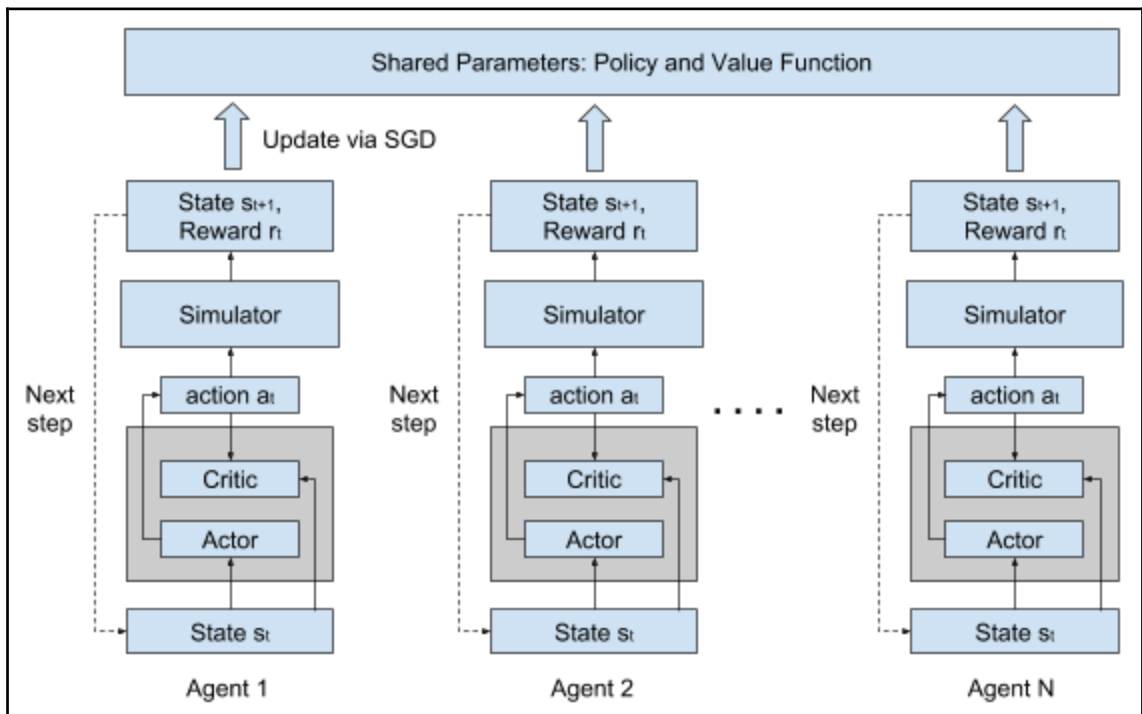 Shared Parameters: Policy and Value Function
Update via SGD
State sₜ₊₁,
Reward rₜ
Simulator
Next
step
action aₜ
Critic
Actor
State sₜ
Agent 1
State sₜ₊₁,
Reward rₜ
Simulator
Next
step
action aₜ
Critic
Actor
State sₜ
Agent 2
. . . .
State sₜ₊₁,
Reward rₜ
Simulator
Next
step
action aₜ
Critic
Actor
State sₜ
Agent N